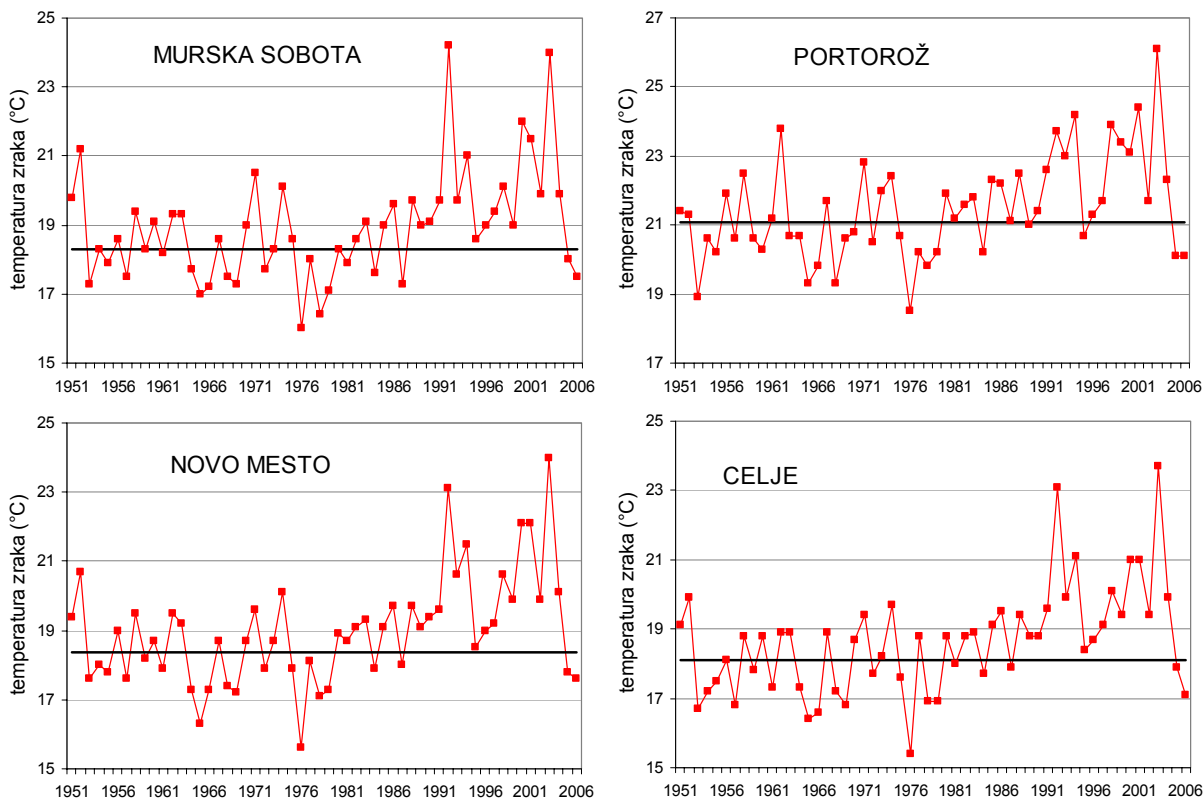 MURSKA SOBOTA
temperatura zraka (°C)
25
23
21
19
17
15
1951 1956 1961 1966 1971 1976 1981 1986 1991 1996 2001 2006
PORTOROŽ
temperatura zraka (°C)
27
25
23
21
19
17
1951 1956 1961 1966 1971 1976 1981 1986 1991 1996 2001 2006
NOVO MESTO
temperatura zraka (°C)
25
23
21
19
17
15
1951 1956 1961 1966 1971 1976 1981 1986 1991 1996 2001 2006
CELJE
temperatura zraka (°C)
25
23
21
19
17
15
1951 1956 1961 1966 1971 1976 1981 1986 1991 1996 2001 2006